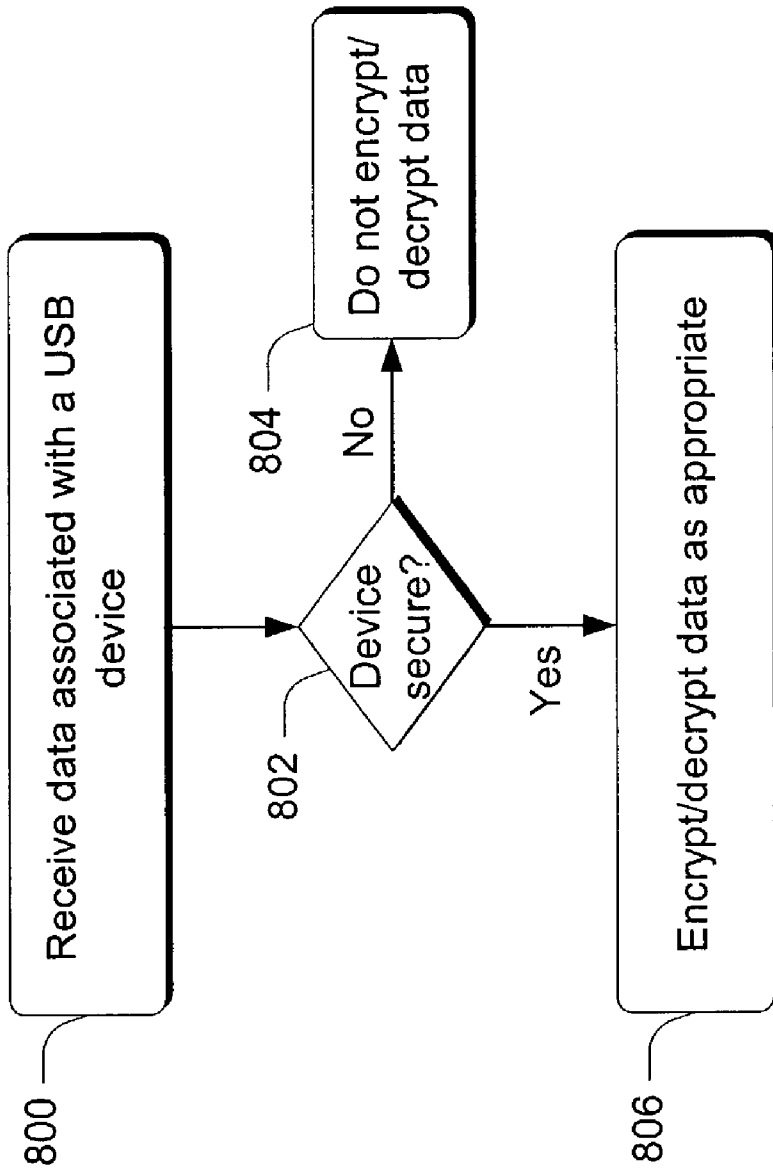 800
Receive data associated with a USB
device
802
Device
secure?
No
804
Do not encrypt/
decrypt data
Yes
806
Encrypt/decrypt data as appropriate